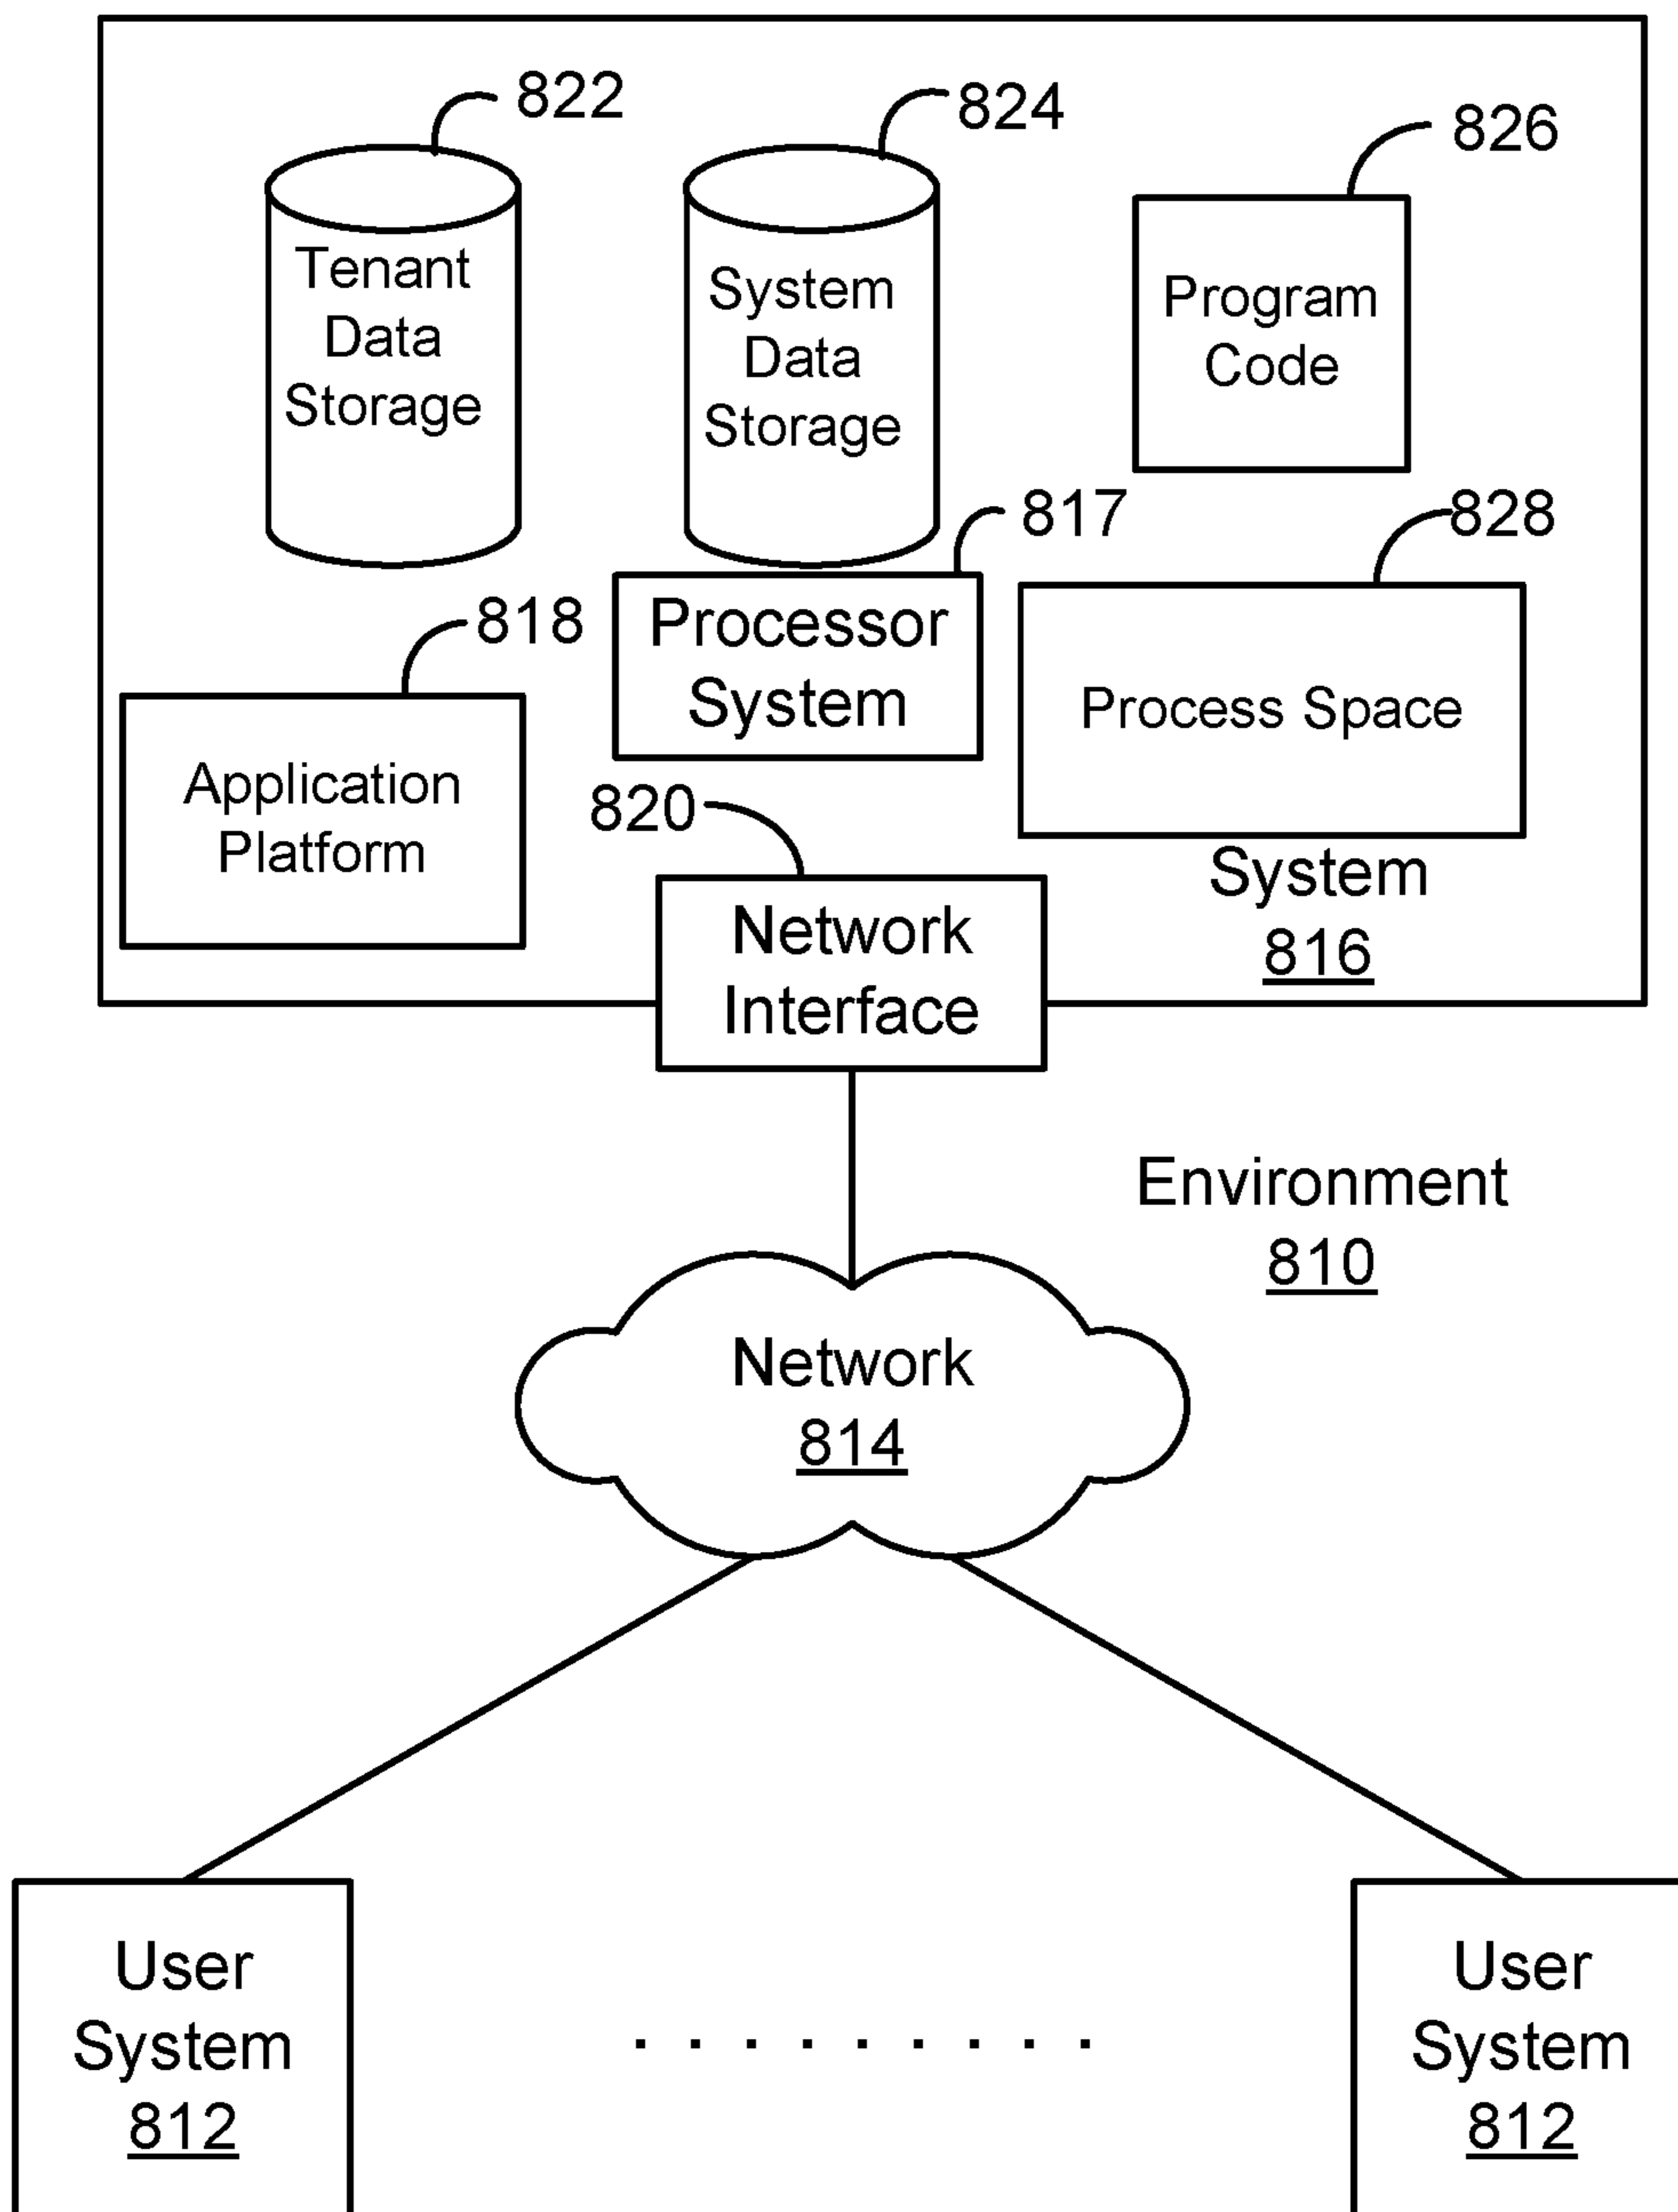 822
824
826
Tenant
Data
Storage
System
Data
Storage
Program
Code
817
828
818
Processor
System
Process Space
Application
Platform
820
System
816
Network
Interface
Environment
810
Network
814
User
System
812
. . . . . . . . .
User
System
812